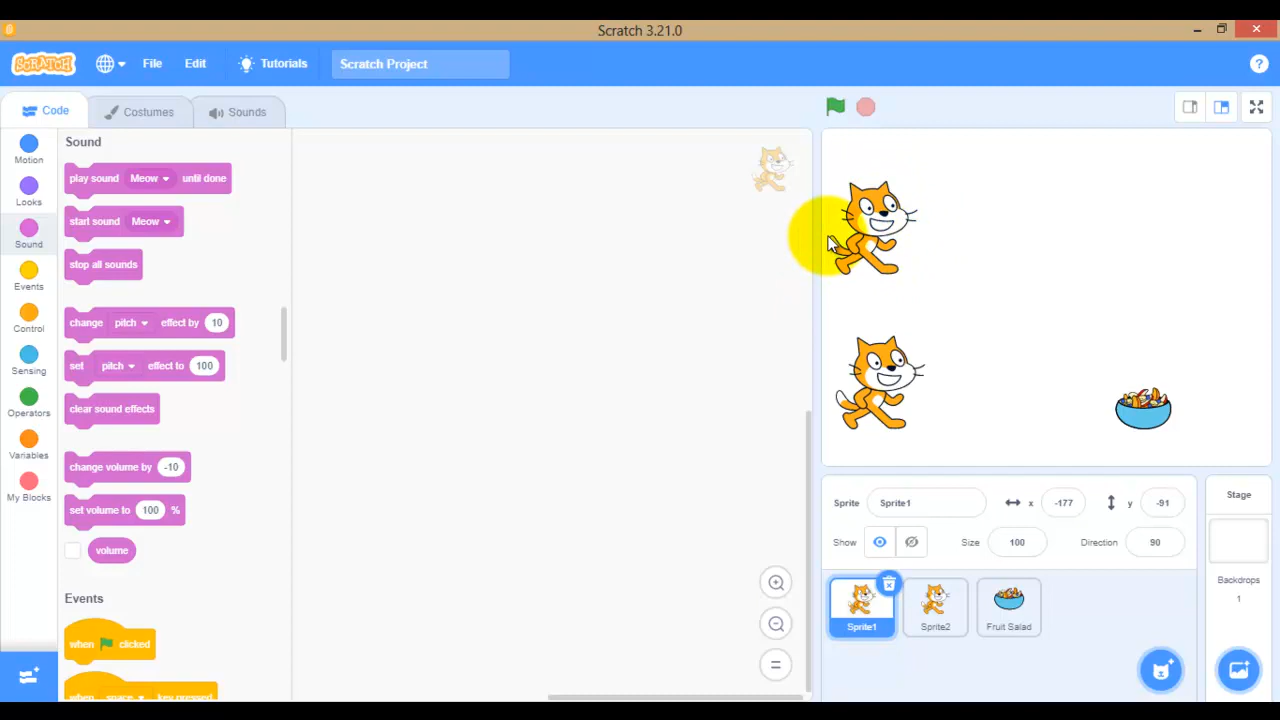 Scratch 3.21.0
SCRATCH File Edit Tutorials Scratch Project ?
Code Costumes Sounds
Motion
Looks
Sound
Events
Control
Sensing
Operators
Variables
My Blocks
Sound
play sound Meow until done
start sound Meow
stop all sounds
change pitch effect by 10
set pitch effect to 100
clear sound effects
change volume by -10
set volume to 100 %
volume
Events
when clicked
when space key pressed
Sprite Sprite1 x -177 y -91
Show Size 100 Direction 90
Sprite1 Sprite2 Fruit Salad
Stage
Backdrops
1